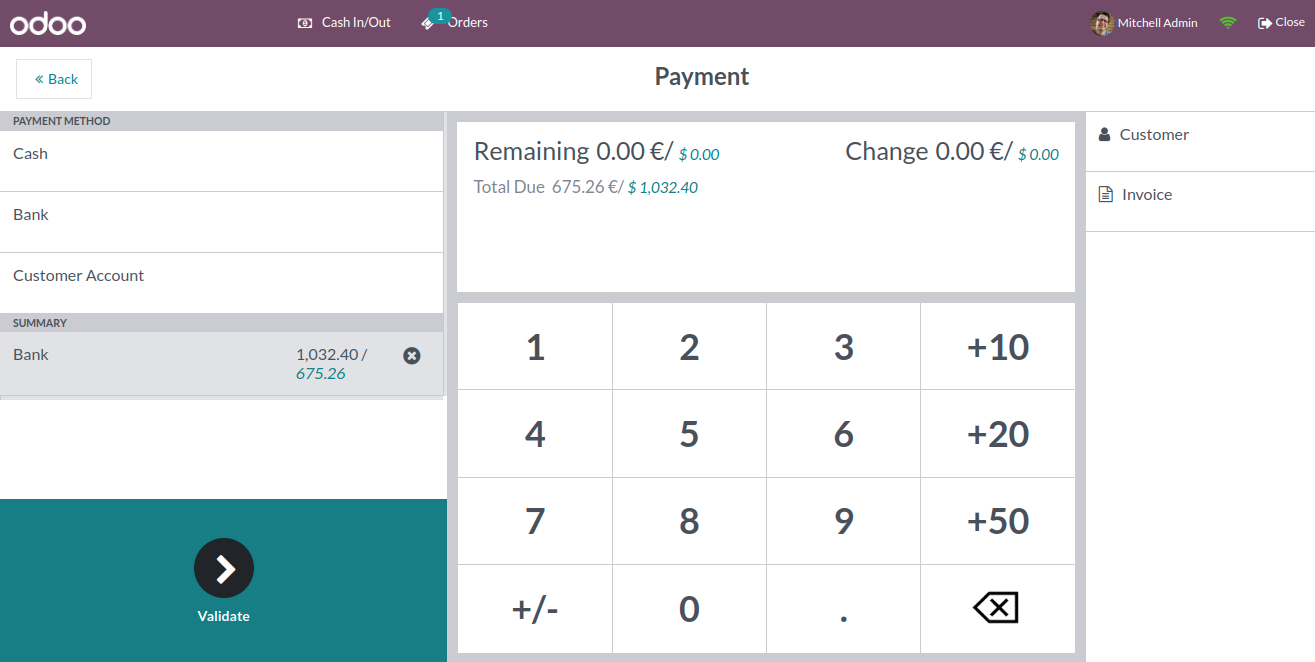 odoo
Cash In/Out
1
Orders
Mitchell Admin
Close
« Back
Payment
PAYMENT METHOD
Cash
Bank
Customer Account
SUMMARY
Bank 1,032.40 /
675.26
Validate
Remaining 0.00 €/ $ 0.00 Change 0.00 €/ $ 0.00
Total Due 675.26 €/ $ 1,032.40
1 2 3 +10
4 5 6 +20
7 8 9 +50
+/- 0 .
Customer
Invoice